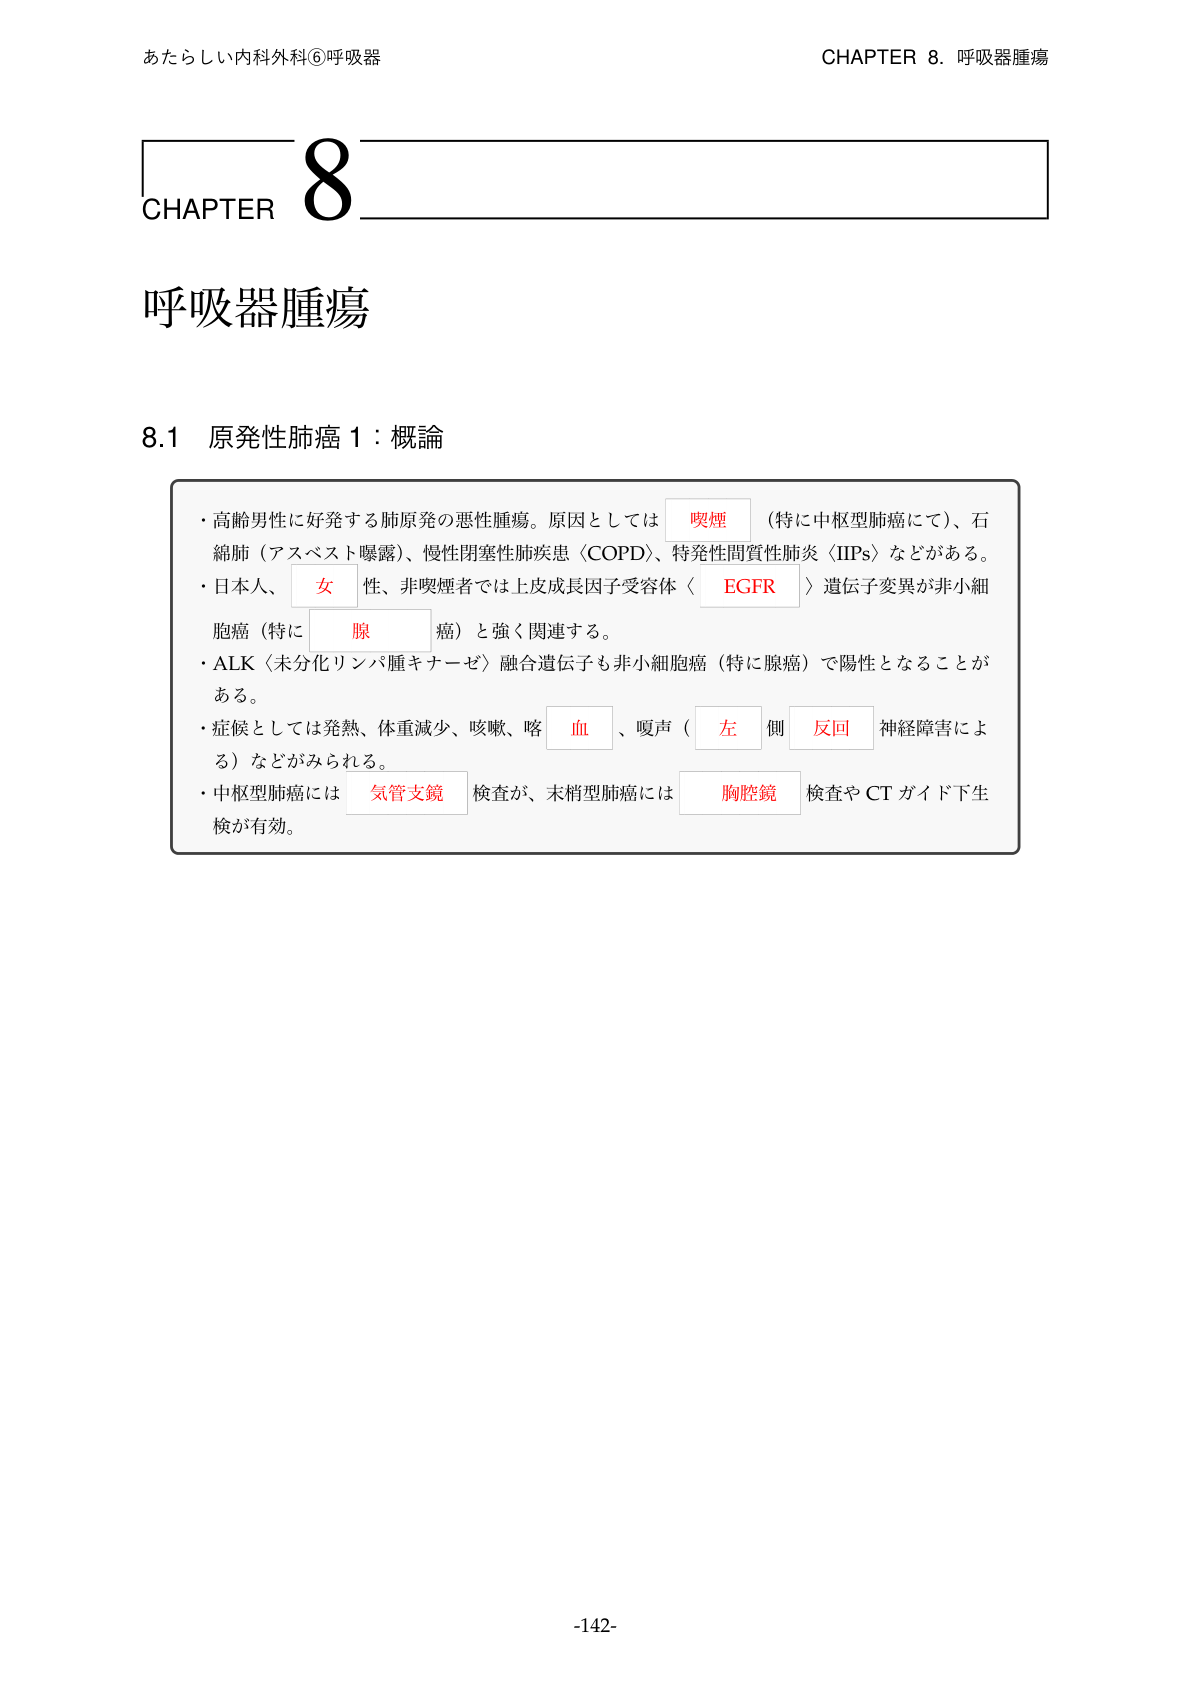 あたらしい内科外科⑥呼吸器 CHAPTER 8. 呼吸器腫瘍
CHAPTER 8
呼吸器腫瘍
8.1 原発性肺癌 1：概論
・高齢男性に好発する肺原発の悪性腫瘍。原因としては 喫煙 （特に中枢型肺癌にて）、石
綿肺（アスベスト曝露）、慢性閉塞性肺疾患〈COPD〉、特発性間質性肺炎〈IIPs〉などがある。
・日本人、 女 性、非喫煙者では上皮成長因子受容体〈 EGFR 〉遺伝子変異が非小細
胞癌（特に 腺 癌）と強く関連する。
・ALK〈未分化リンパ腫キナーゼ〉融合遺伝子も非小細胞癌（特に腺癌）で陽性となることが
ある。
・症候としては発熱、体重減少、咳嗽、喀 血 、嗄声（ 左 側 反回 神経障害によ
る）などがみられる。
・中枢型肺癌には 気管支鏡 検査が、末梢型肺癌には 胸腔鏡 検査や CT ガイド下生
検が有効。
-142-